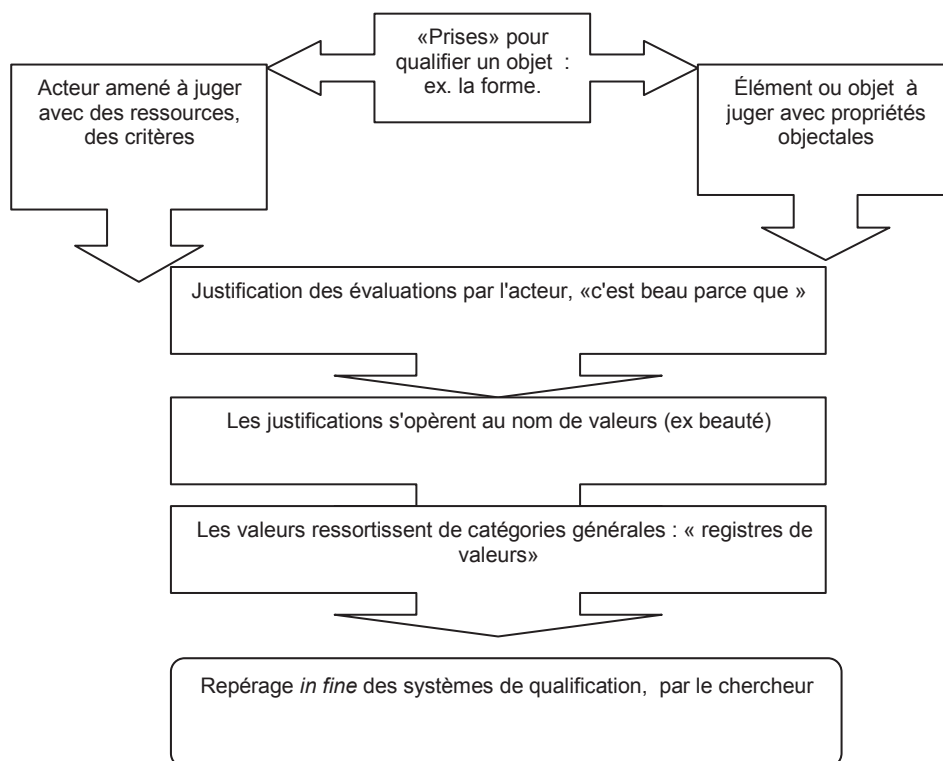 «Prises» pour
qualifier un objet :
ex. la forme.
Acteur amené à juger
avec des ressources,
des critères
Élément ou objet à
juger avec propriétés
objectales
Justification des évaluations par l'acteur, «c'est beau parce que »
Les justifications s'opèrent au nom de valeurs (ex beauté)
Les valeurs ressortissent de catégories générales : « registres de
valeurs»
Repérage in fine des systèmes de qualification, par le chercheur